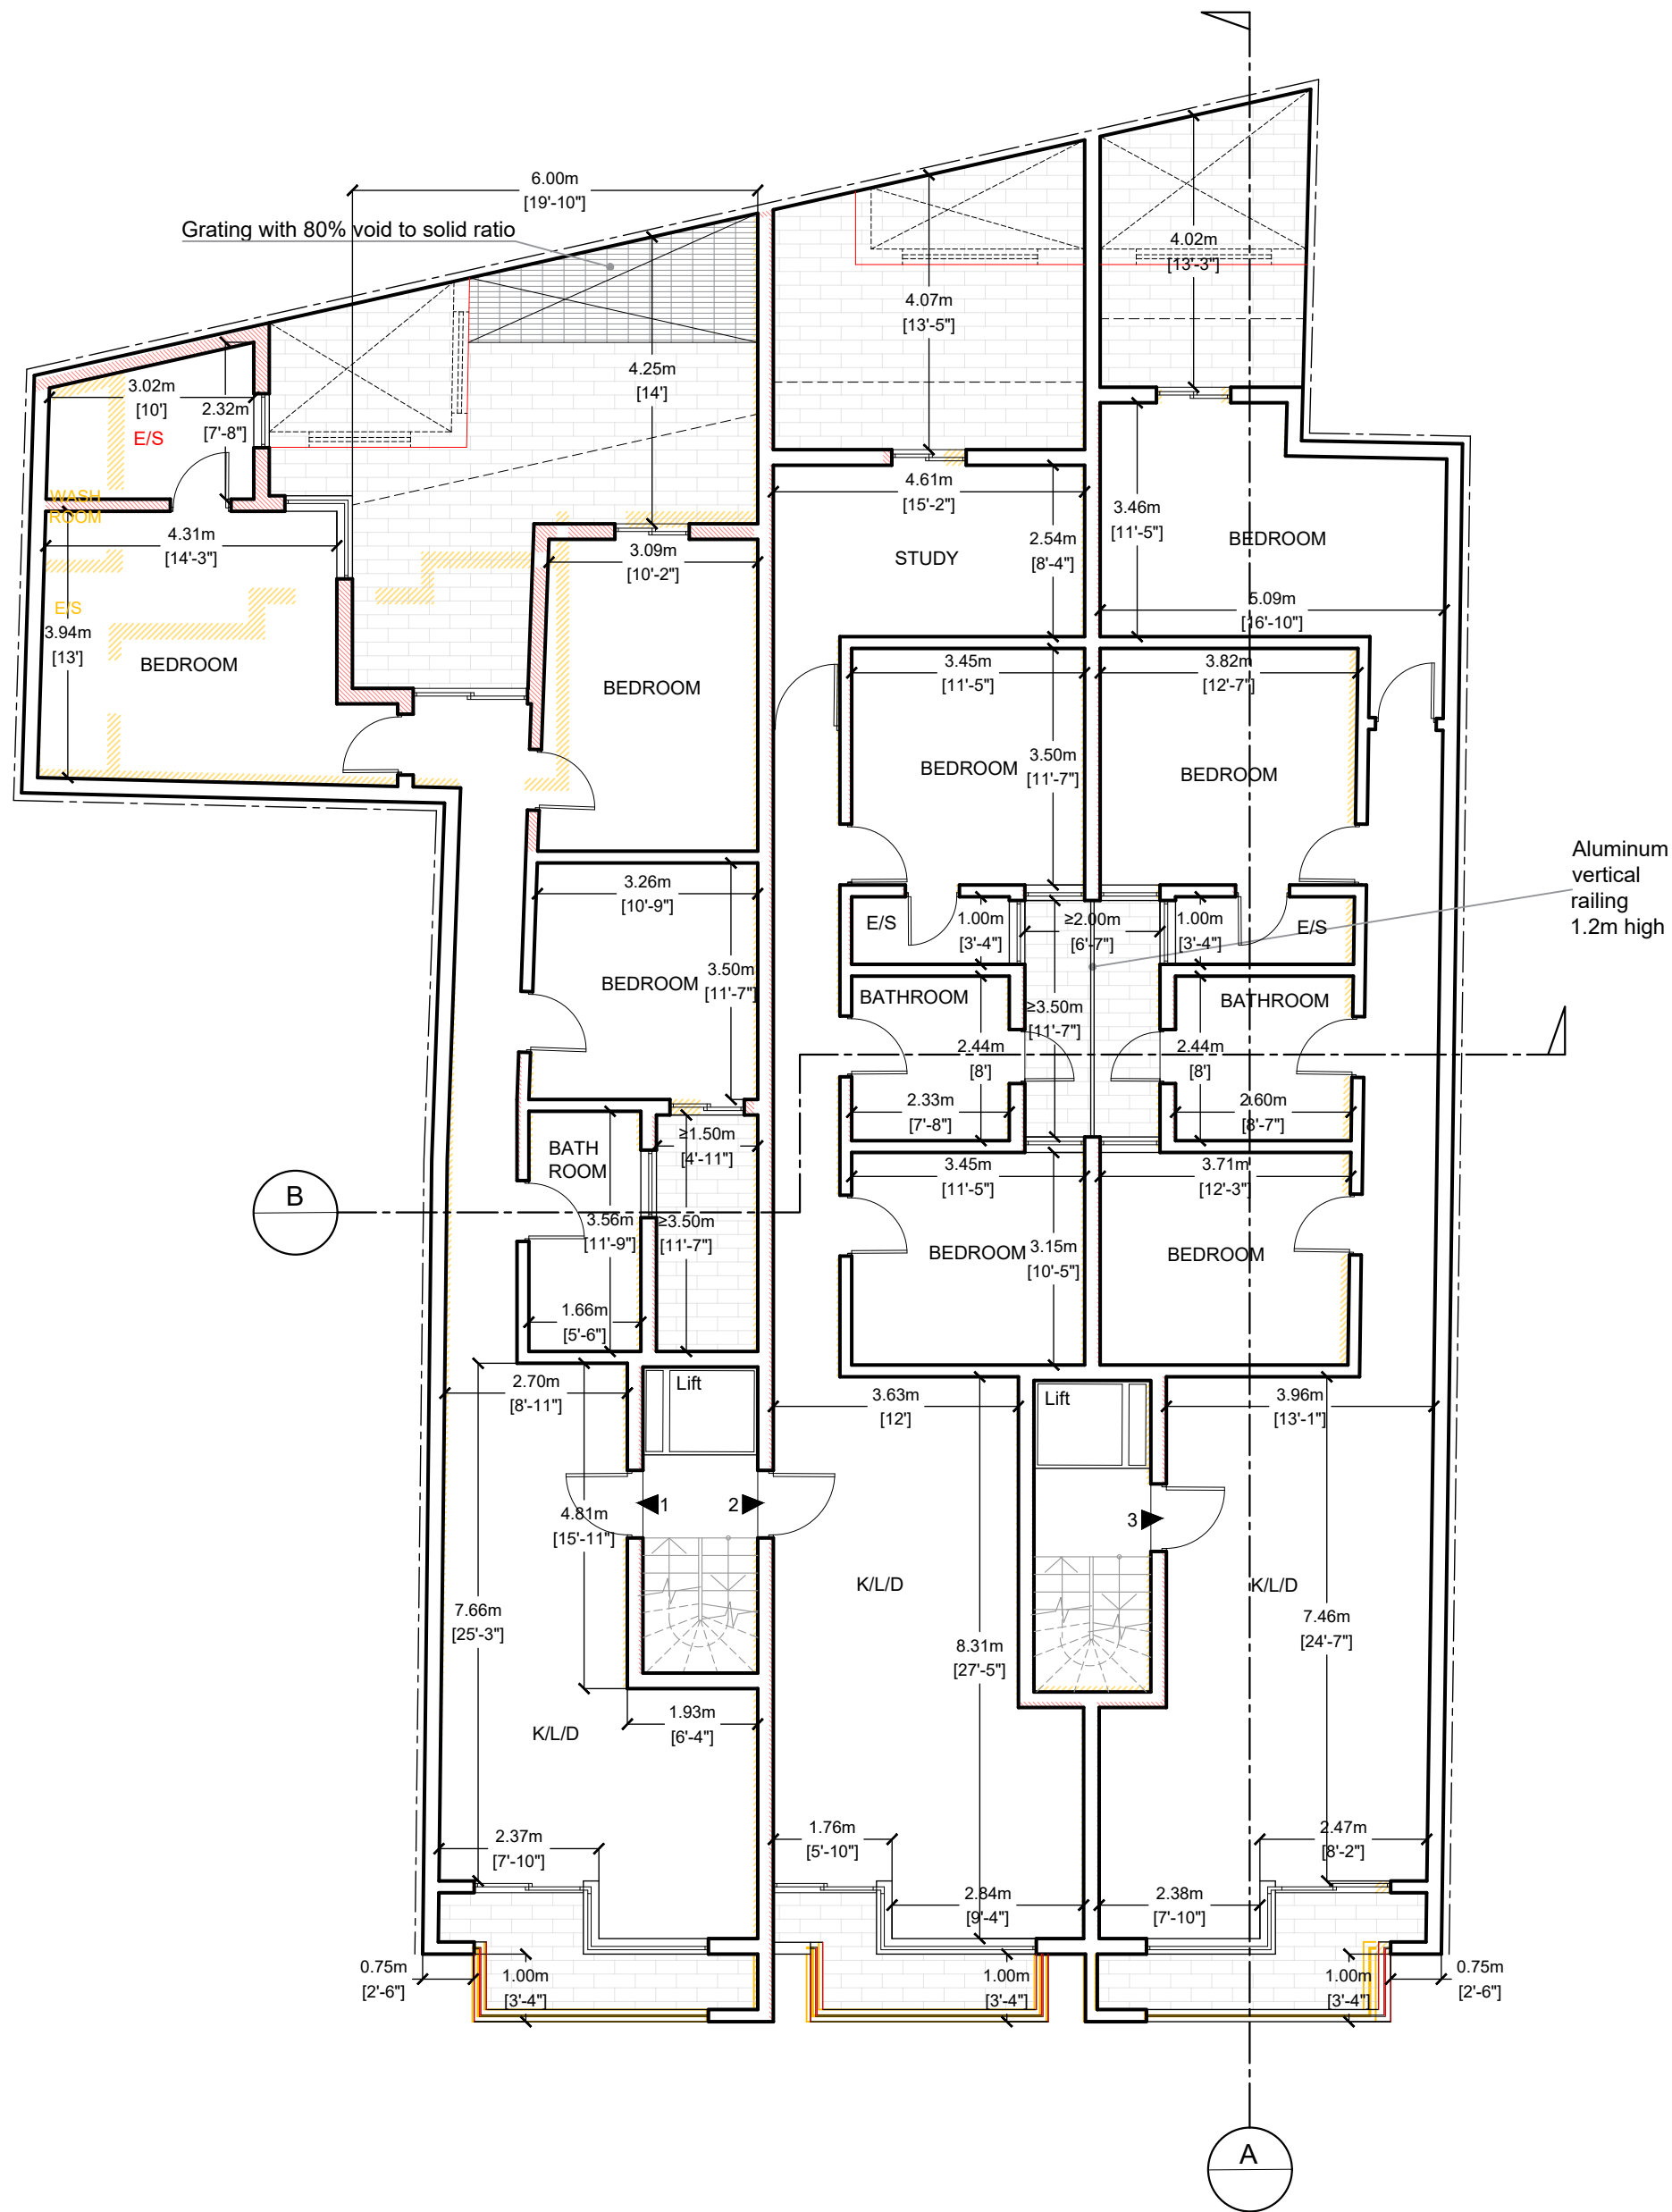 6.00m
[19'-10"]
Grating with 80% void to solid ratio
4.02m
[13'-3"]
4.07m
[13'-5"]
4.25m
[14']
3.02m
[10']
2.32m
[7'-8"]
E/S
WASH
ROOM
4.31m
[14'-3"]
E/S
3.94m
[13']
BEDROOM
3.09m
[10'-2"]
BEDROOM
4.61m
[15'-2"]
STUDY
2.54m
[8'-4"]
3.46m
[11'-5"]
BEDROOM
5.09m
[16'-10"]
3.45m
[11'-5"]
3.82m
[12'-7"]
3.50m
[11'-7"]
BEDROOM
BEDROOM
Aluminum
vertical
railing
1.2m high
3.26m
[10'-9"]
BEDROOM
3.50m
[11'-7"]
E/S
1.00m
[3'-4"]
≥2.00m
[6'-7"]
1.00m
[3'-4"]
E/S
BATHROOM
≥3.50m
[11'-7"]
BATHROOM
2.44m
[8']
2.44m
[8']
2.33m
[7'-8"]
2.60m
[8'-7"]
BATH
ROOM
≥1.50m
[4'-11"]
3.56m
[11'-9"]
≥3.50m
[11'-7"]
1.66m
[5'-6"]
B
3.45m
[11'-5"]
3.71m
[12'-3"]
BEDROOM
3.15m
[10'-5"]
BEDROOM
2.70m
[8'-11"]
Lift
3.63m
[12']
Lift
3.96m
[13'-1"]
4.81m
[15'-11"]
1
2
3
K/L/D
K/L/D
7.66m
[25'-3"]
8.31m
[27'-5"]
7.46m
[24'-7"]
1.93m
[6'-4"]
K/L/D
2.37m
[7'-10"]
1.76m
[5'-10"]
2.47m
[8'-2"]
2.84m
[9'-4"]
2.38m
[7'-10"]
0.75m
[2'-6"]
1.00m
[3'-4"]
1.00m
[3'-4"]
1.00m
[3'-4"]
0.75m
[2'-6"]
A